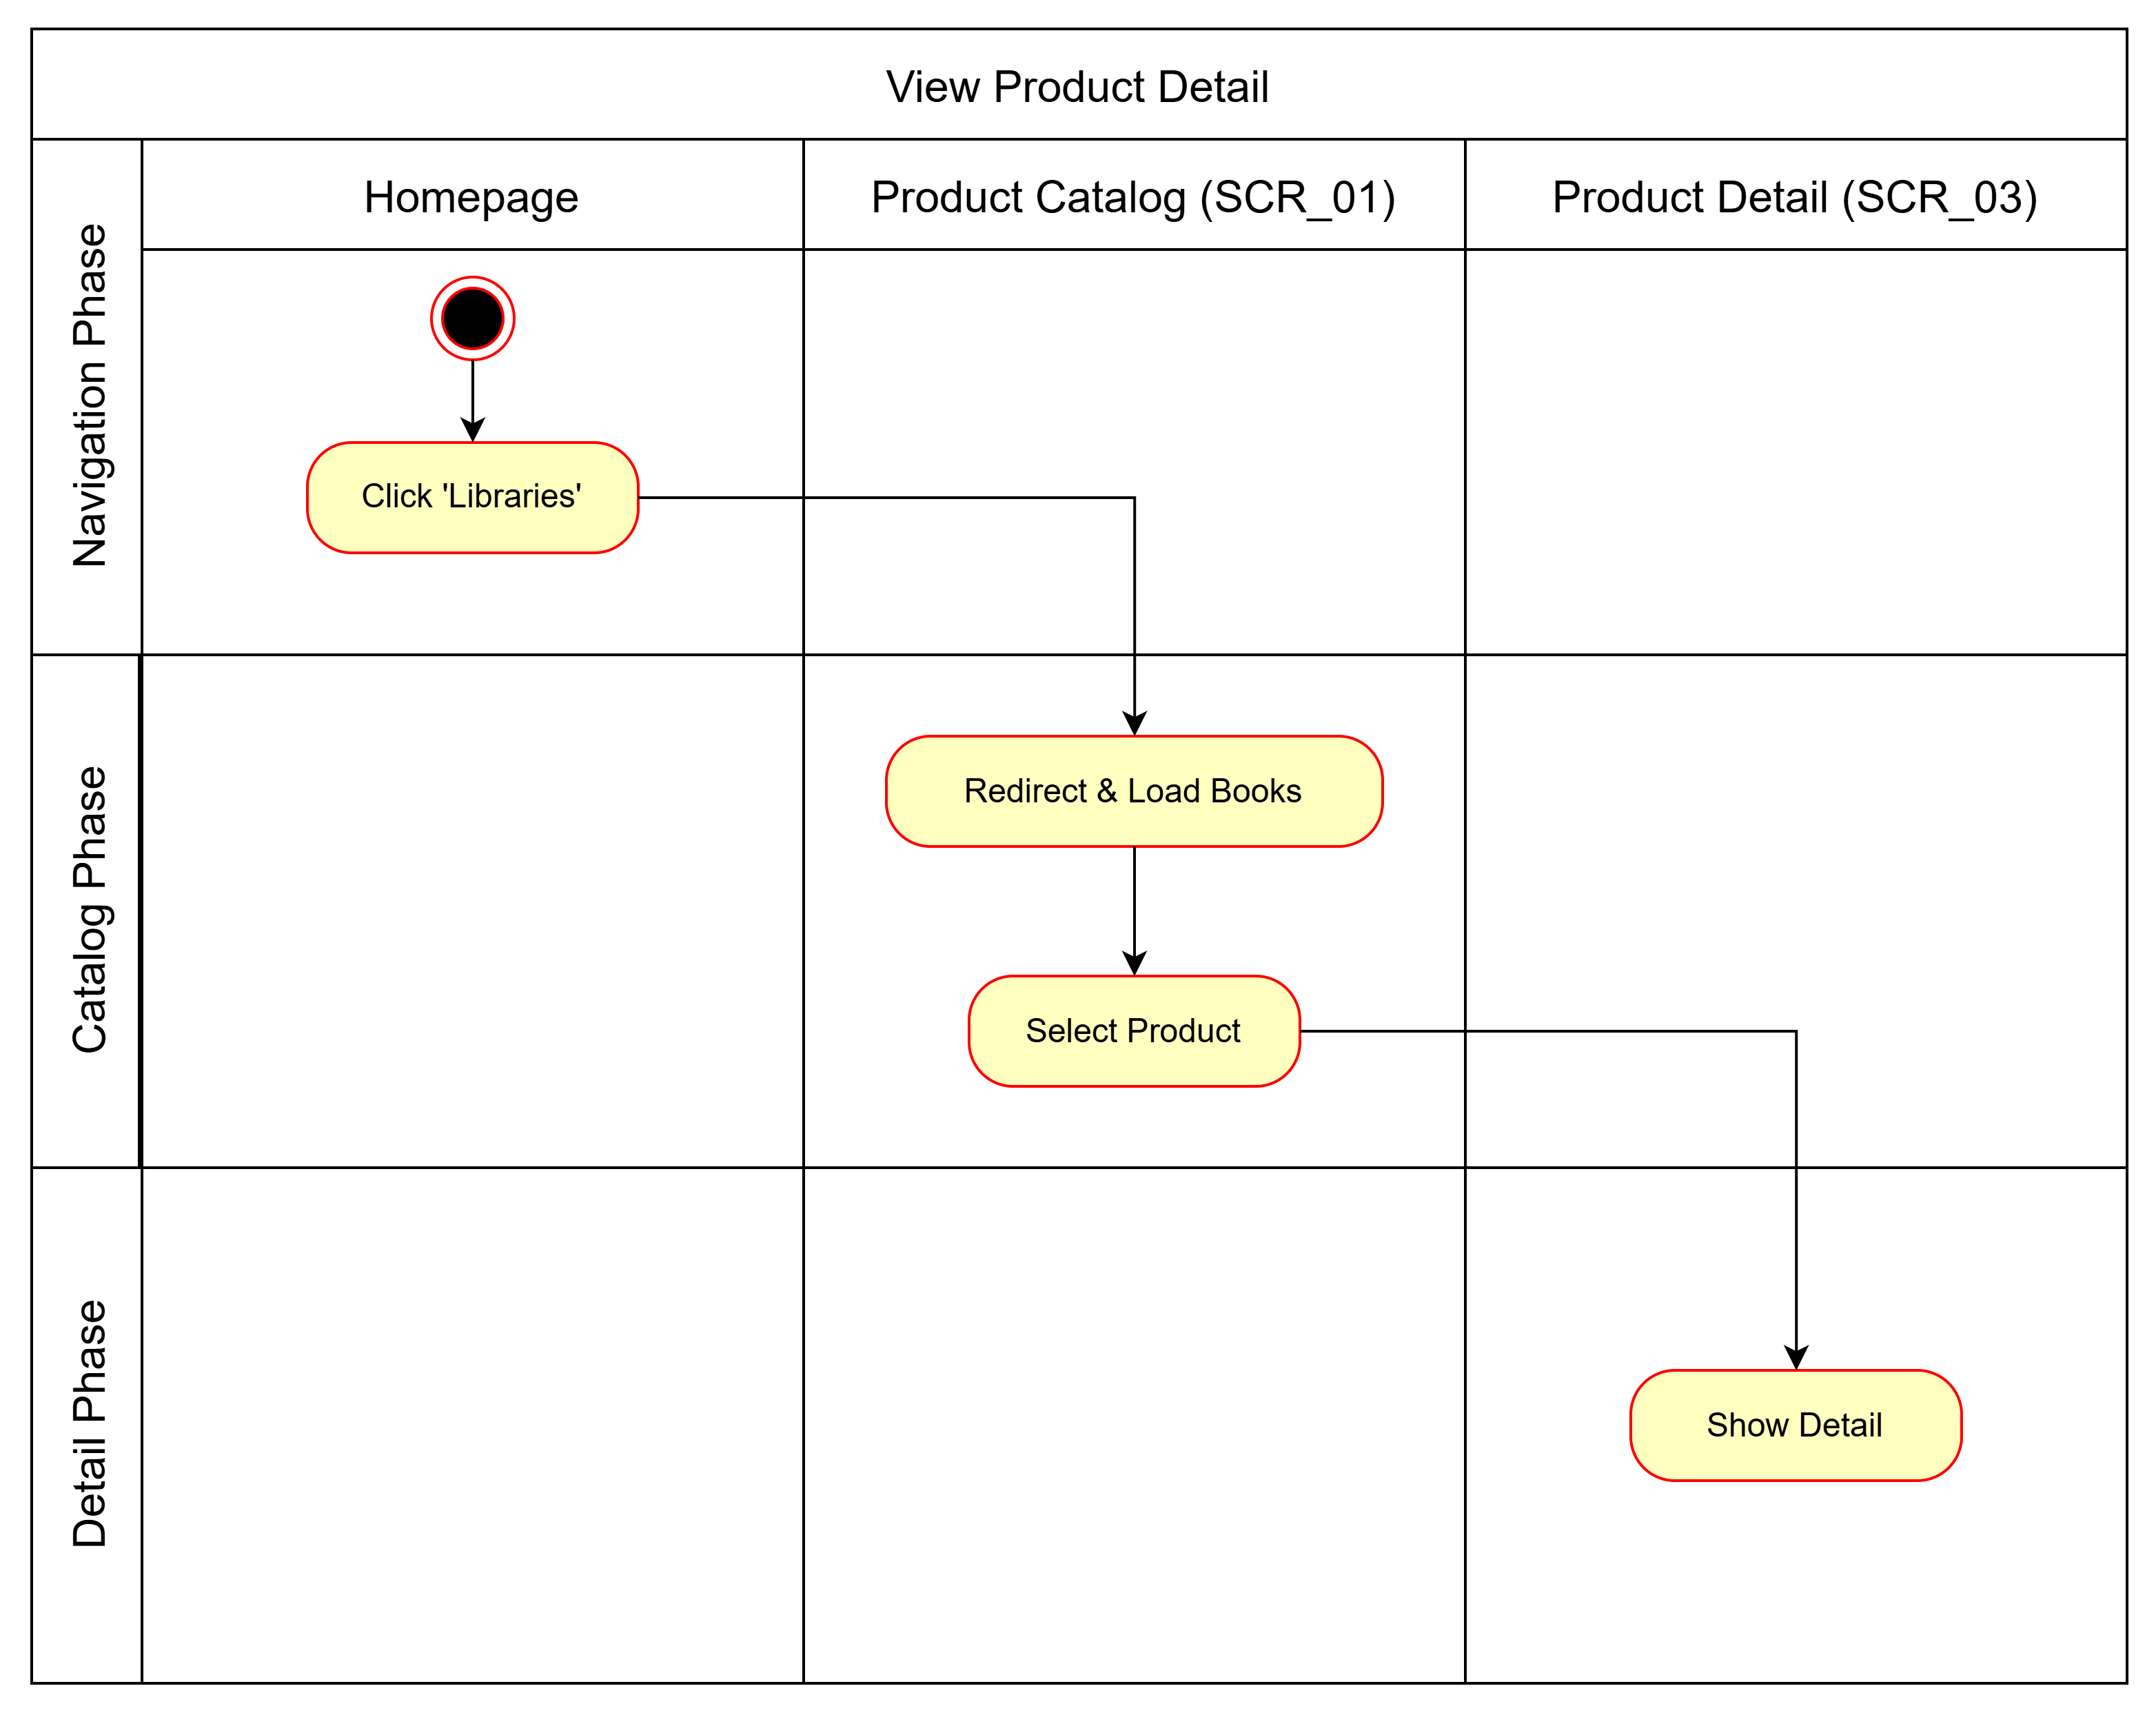 View Product Detail
Homepage
Product Catalog (SCR_01)
Product Detail (SCR_03)
Navigation Phase
Click 'Libraries'
Catalog Phase
Redirect & Load Books
Select Product
Detail Phase
Show Detail